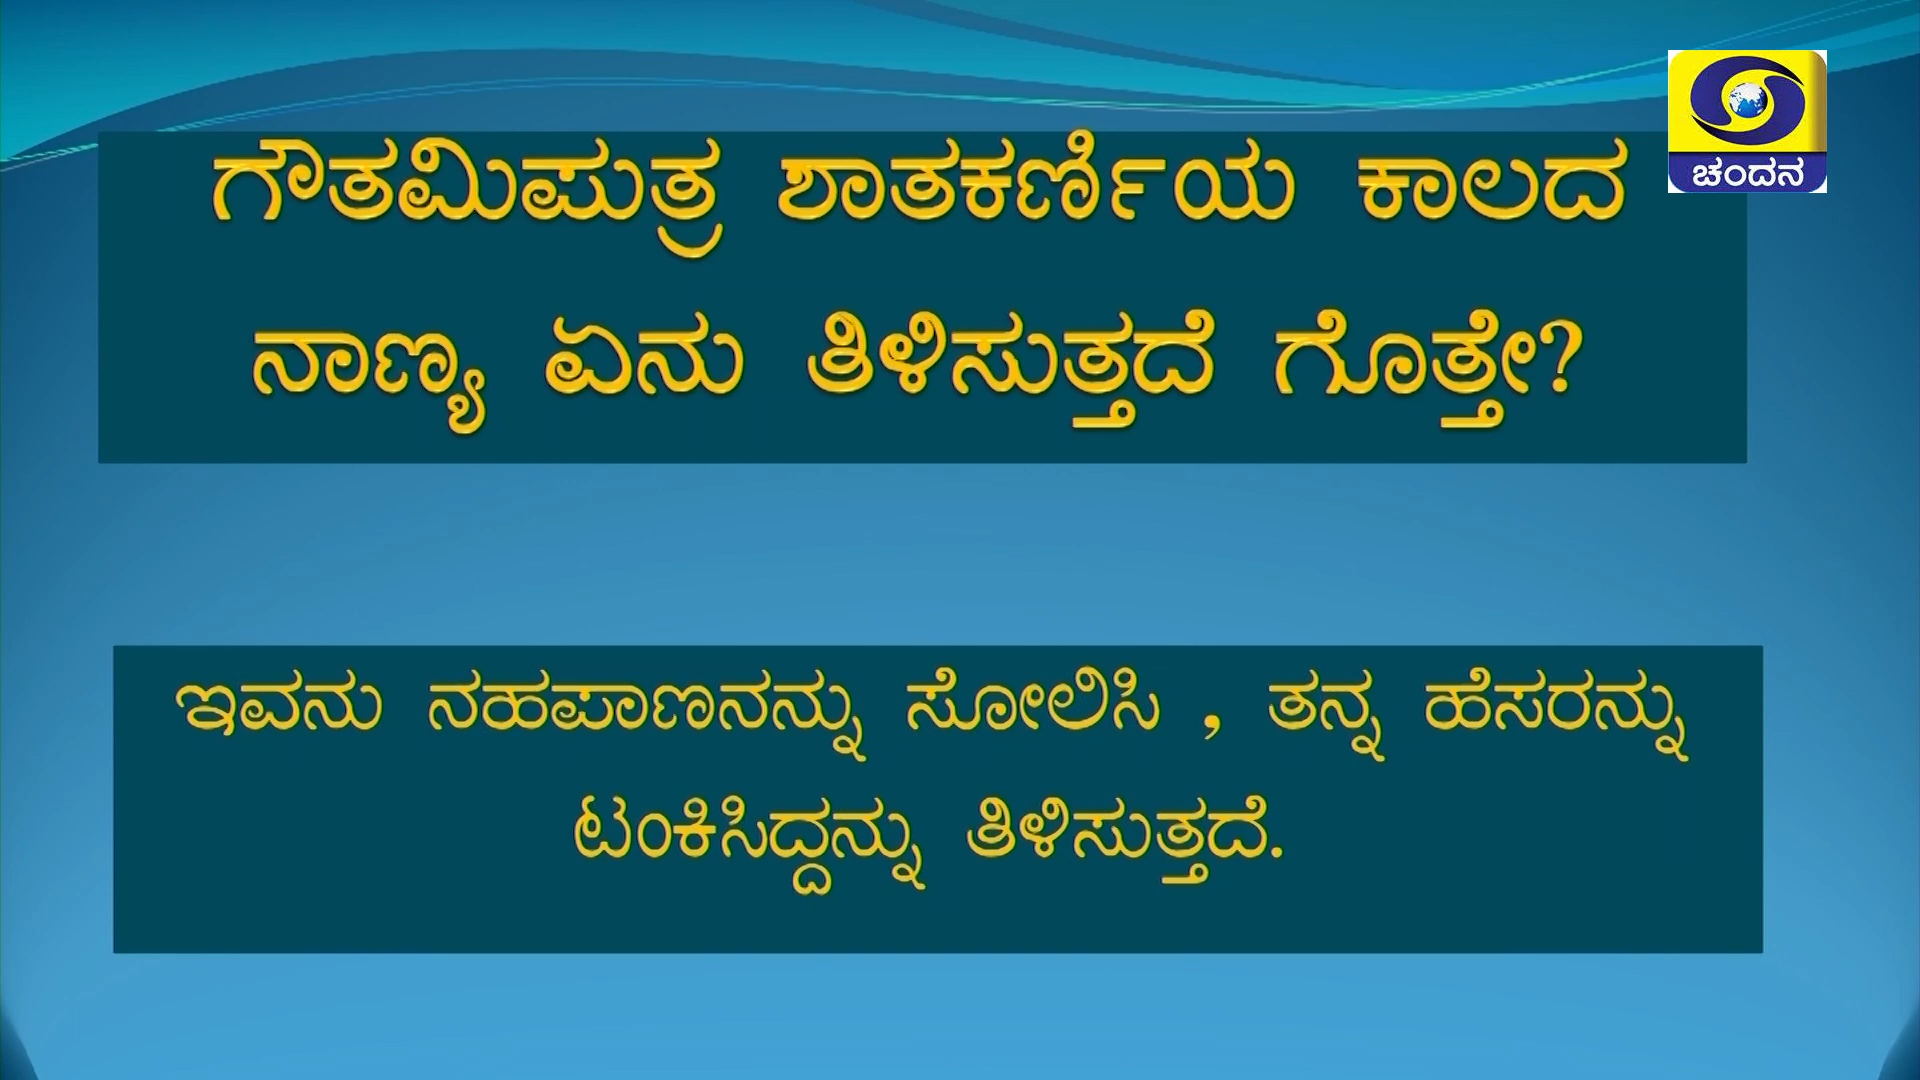 ಚಂದನ
ಗೌತಮಿಪುತ್ರ ಶಾತಕರ್ಣಿಯ ಕಾಲದ
ನಾಣ್ಯ ಏನು ತಿಳಿಸುತ್ತದೆ ಗೊತ್ತೇ?
ಇವನು ನಹಪಾಣನನ್ನು ಸೋಲಿಸಿ , ತನ್ನ ಹೆಸರನ್ನು
ಟಂಕಿಸಿದ್ದನ್ನು ತಿಳಿಸುತ್ತದೆ.